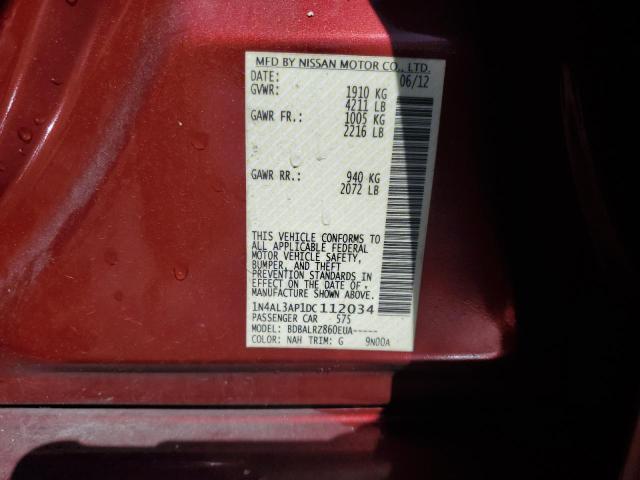 MFD BY NISSAN MOTOR CO., LTD.
DATE: 06/12
GVWR: 1910 KG
4211 LB
GAWR FR.: 1005 KG
2216 LB
GAWR RR.: 940 KG
2072 LB
THIS VEHICLE CONFORMS TO
ALL APPLICABLE FEDERAL
MOTOR VEHICLE SAFETY,
BUMPER, AND THEFT
PREVENTION STANDARDS IN
EFFECT ON THE DATE OF
MANUFACTURE SHOWN ABOVE.
1N4AL3AP1DC112034
PASSENGER CAR 575
MODEL: BDBALRZ860EUA-----
COLOR: NAH TRIM: G 9N00A